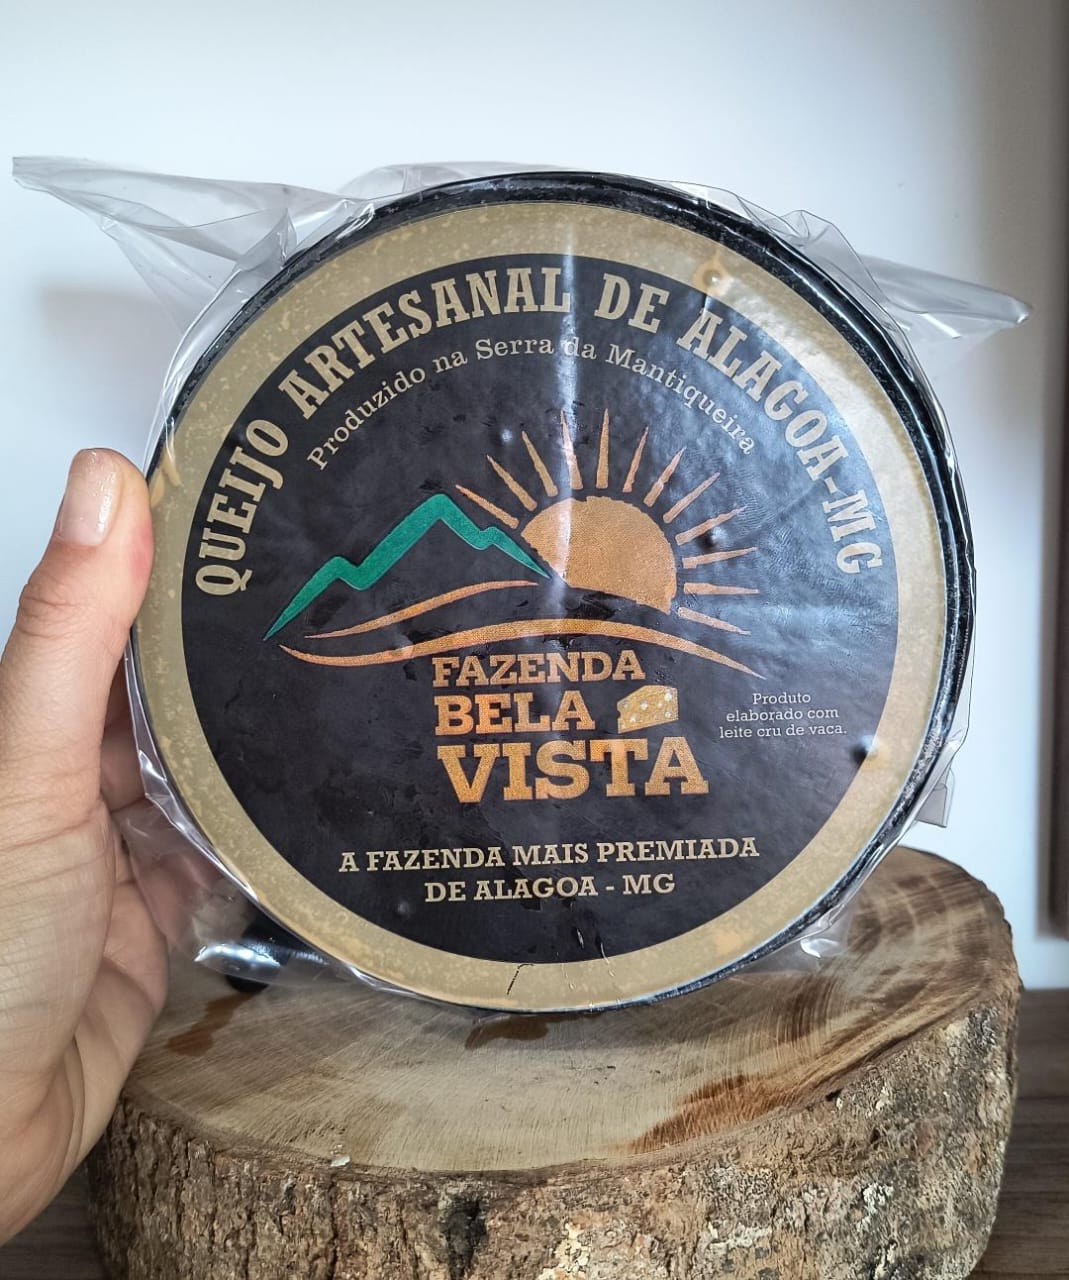 QUEIJO ARTESANAL DE ALAGOA-MG
Produzido na Serra da Mantiqueira
FAZENDA
BELA
VISTA
Produto
elaborado com
leite cru de vaca.
A FAZENDA MAIS PREMIADA
DE ALAGOA - MG